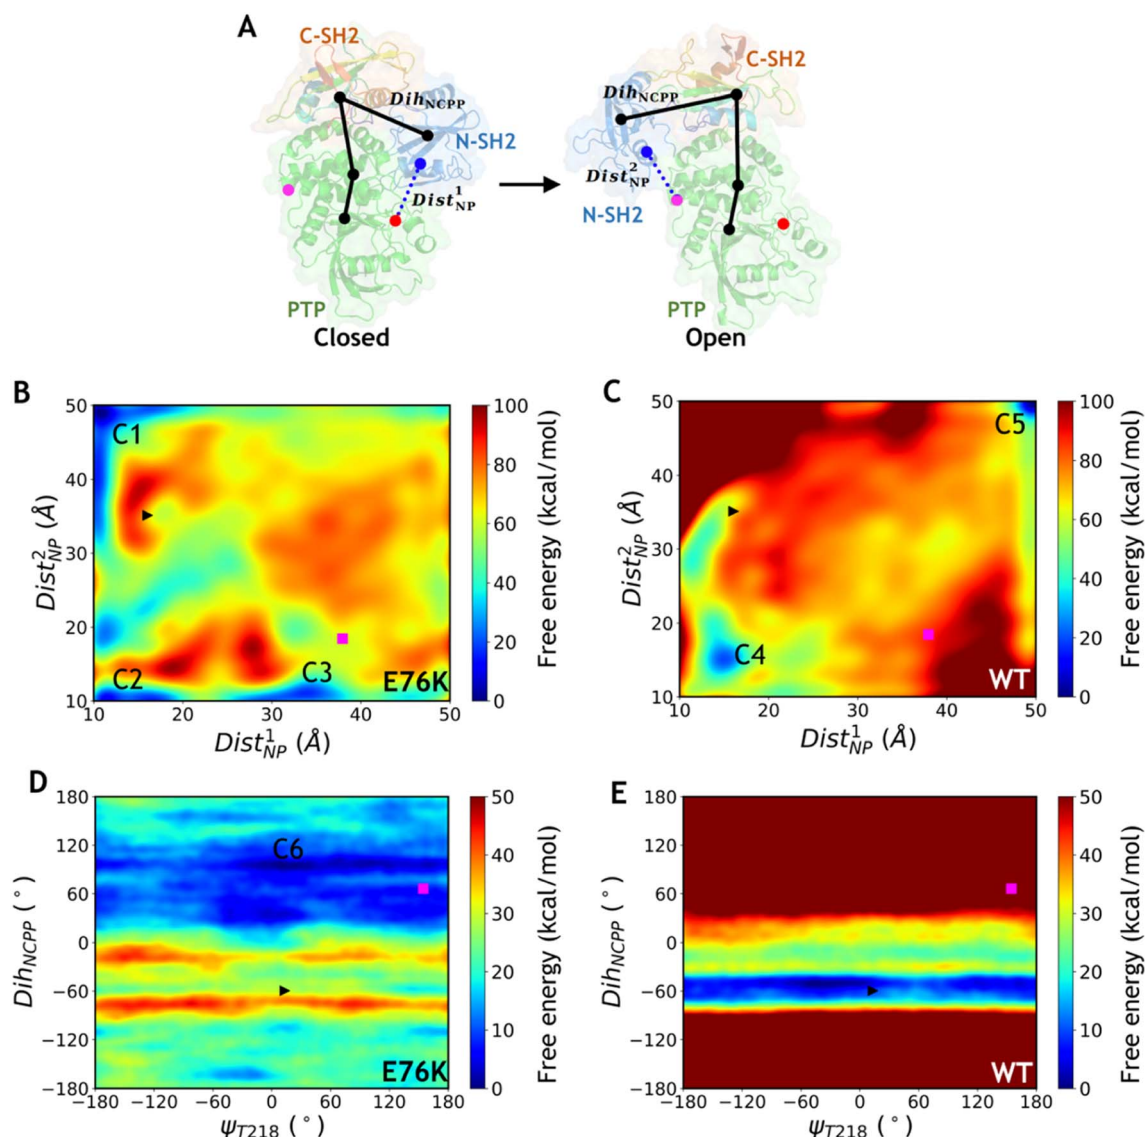 A
C-SH2
Dih_NCPP
N-SH2
Dist^1_NP
PTP
Closed
C-SH2
Dih_NCPP
Dist^2_NP
N-SH2
PTP
Open
B
50
40
30
20
10
Dist^2_NP (Å)
C1
C2
C3
E76K
10 20 30 40 50
Dist^1_NP (Å)
100
80
60
40
20
0
Free energy (kcal/mol)
C
50
40
30
20
10
Dist^2_NP (Å)
C5
C4
WT
10 20 30 40 50
Dist^1_NP (Å)
100
80
60
40
20
0
Free energy (kcal/mol)
D
180
120
60
0
−60
−120
−180
Dih_NCPP (°)
C6
E76K
−180 −120 −60 0 60 120 180
ψ_T218 (°)
50
40
30
20
10
0
Free energy (kcal/mol)
E
180
120
60
0
−60
−120
−180
Dih_NCPP (°)
WT
−180 −120 −60 0 60 120 180
ψ_T218 (°)
50
40
30
20
10
0
Free energy (kcal/mol)